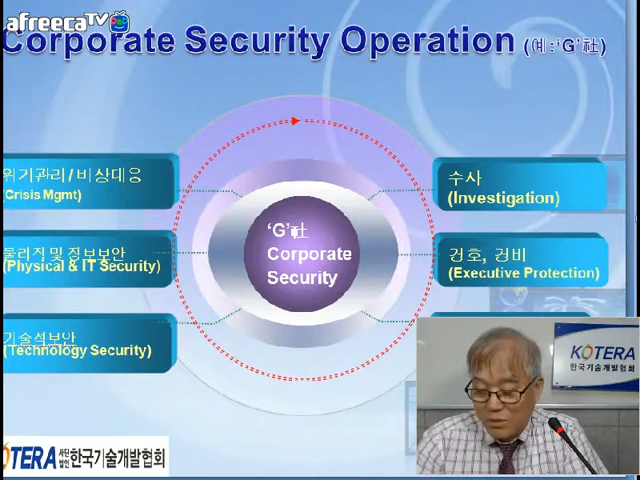 afreecaTV
Corporate Security Operation (예:‘G’社)
위기관리/비상대응
Crisis Mgmt)
수사
(Investigation)
‘G’社
Corporate
Security
물리적 및 정보보안
(Physical & IT Security)
경호, 경비
(Executive Protection)
기술적보안
(Technology Security)
KOTERA
한국기술개발협회
OTERA 사단법인 한국기술개발협회